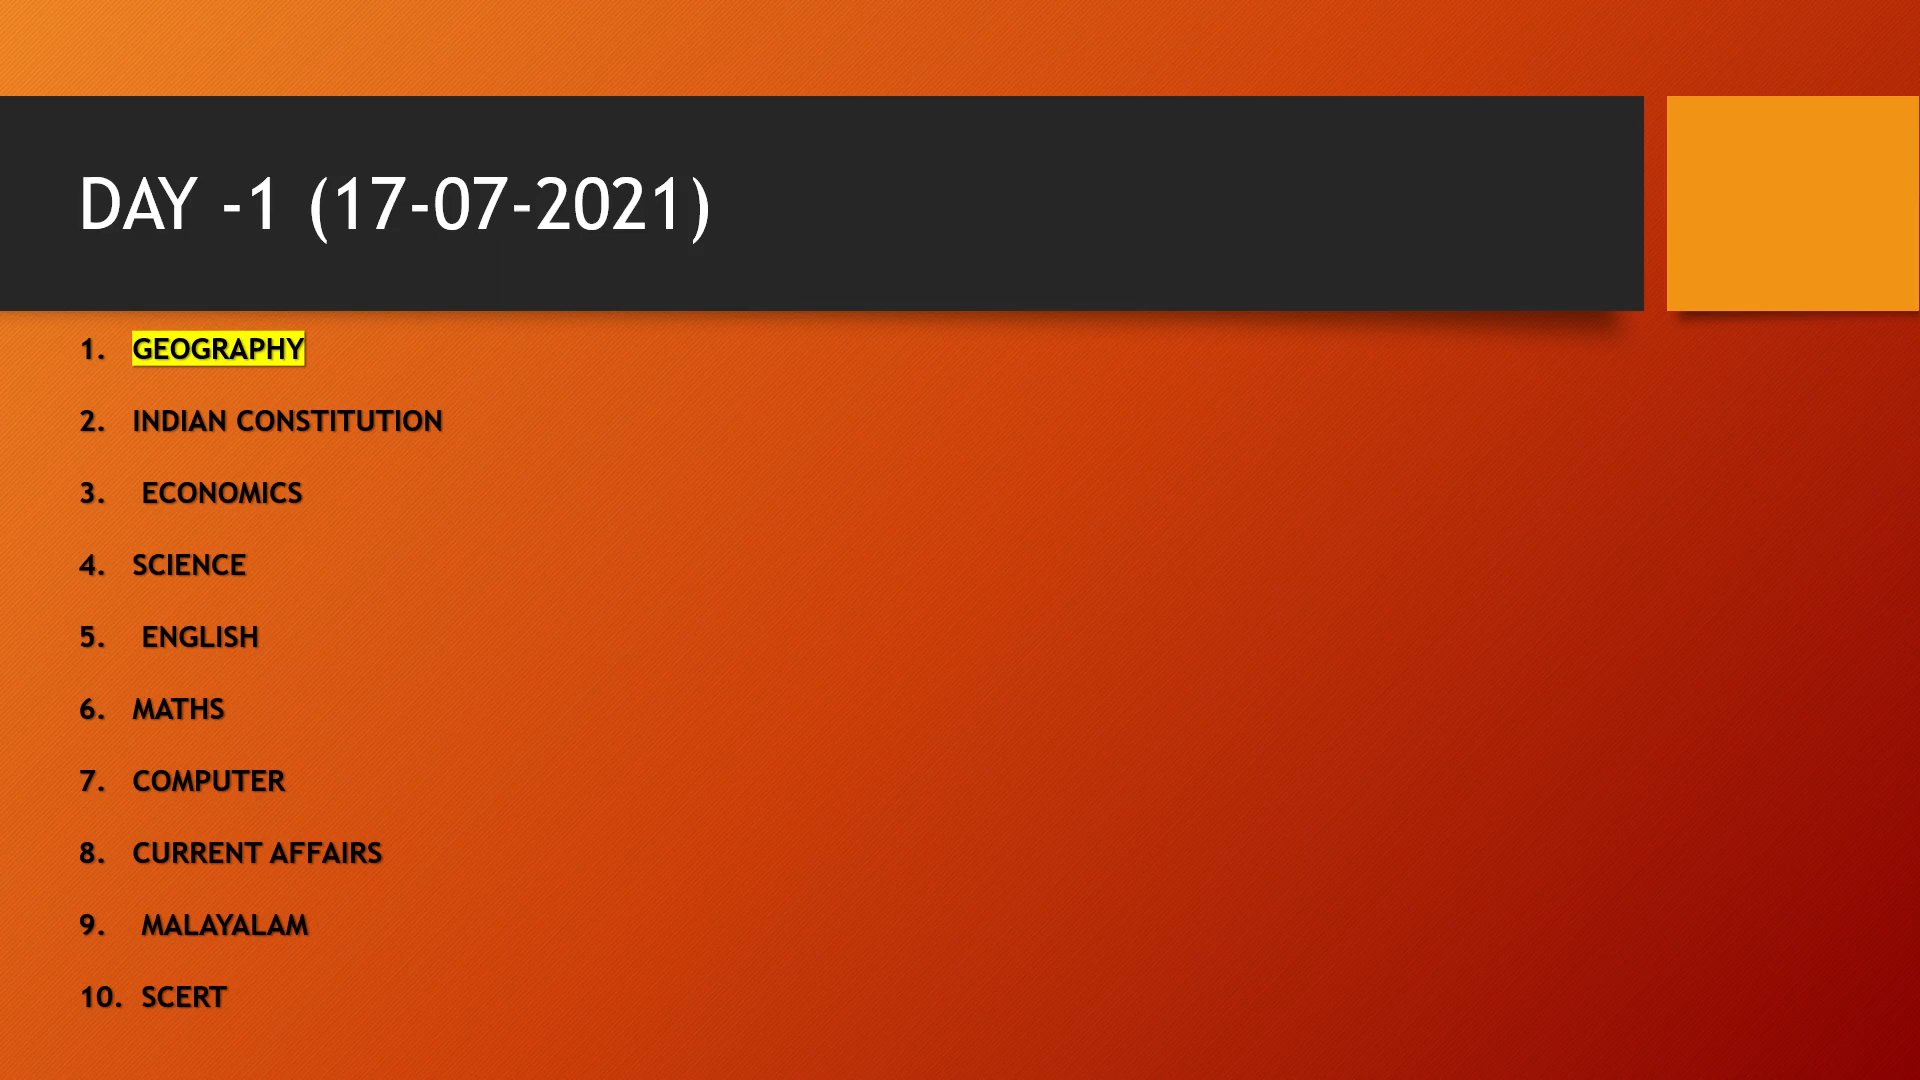 DAY -1 (17-07-2021)
1. GEOGRAPHY
2. INDIAN CONSTITUTION
3. ECONOMICS
4. SCIENCE
5. ENGLISH
6. MATHS
7. COMPUTER
8. CURRENT AFFAIRS
9. MALAYALAM
10. SCERT